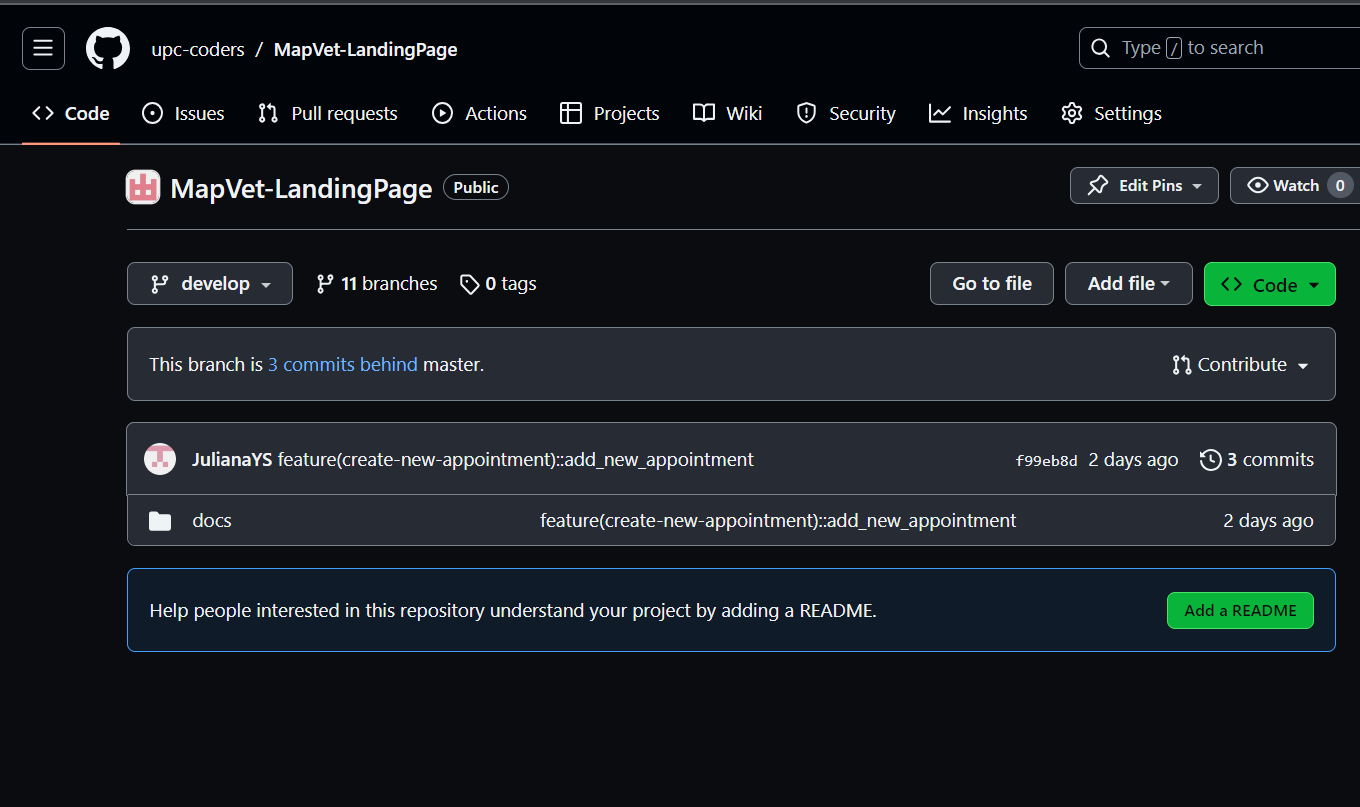 upc-coders / MapVet-LandingPage
Type / to search
Code Issues Pull requests Actions Projects Wiki Security Insights Settings
MapVet-LandingPage Public
Edit Pins Watch 0
develop 11 branches 0 tags Go to file Add file Code
This branch is 3 commits behind master. Contribute
JulianaYS feature(create-new-appointment)::add_new_appointment f99eb8d 2 days ago 3 commits
docs feature(create-new-appointment)::add_new_appointment 2 days ago
Help people interested in this repository understand your project by adding a README. Add a README